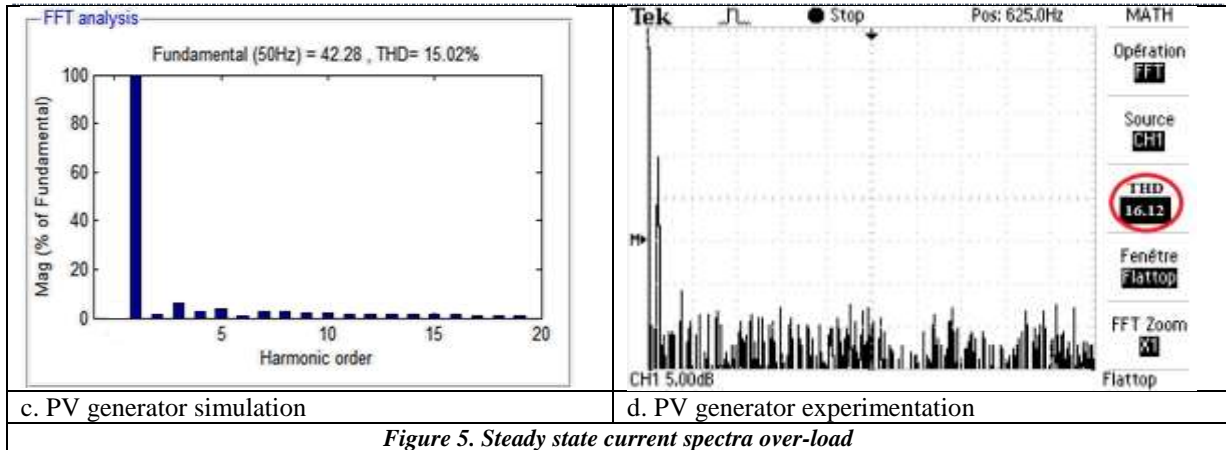 FFT analysis
Fundamental (50Hz) = 42.28 , THD= 15.02%
100
80
60
40
20
0
Mag (% of Fundamental)
5 10 15 20
Harmonic order
Tek Stop Pos: 625.0Hz MATH
Opération
FFT
Source
CH1
THD
16.12
Fenêtre
Flattop
FFT Zoom
X1
M
CH1 5.00dB Flattop
c. PV generator simulation
d. PV generator experimentation
Figure 5. Steady state current spectra over-load